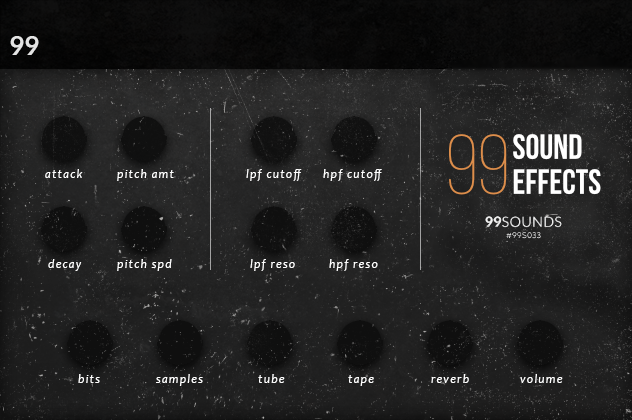 99
attack
pitch amt
lpf cutoff
hpf cutoff
decay
pitch spd
lpf reso
hpf reso
99 SOUND
EFFECTS
99SOUNDS
#99S033
bits
samples
tube
tape
reverb
volume